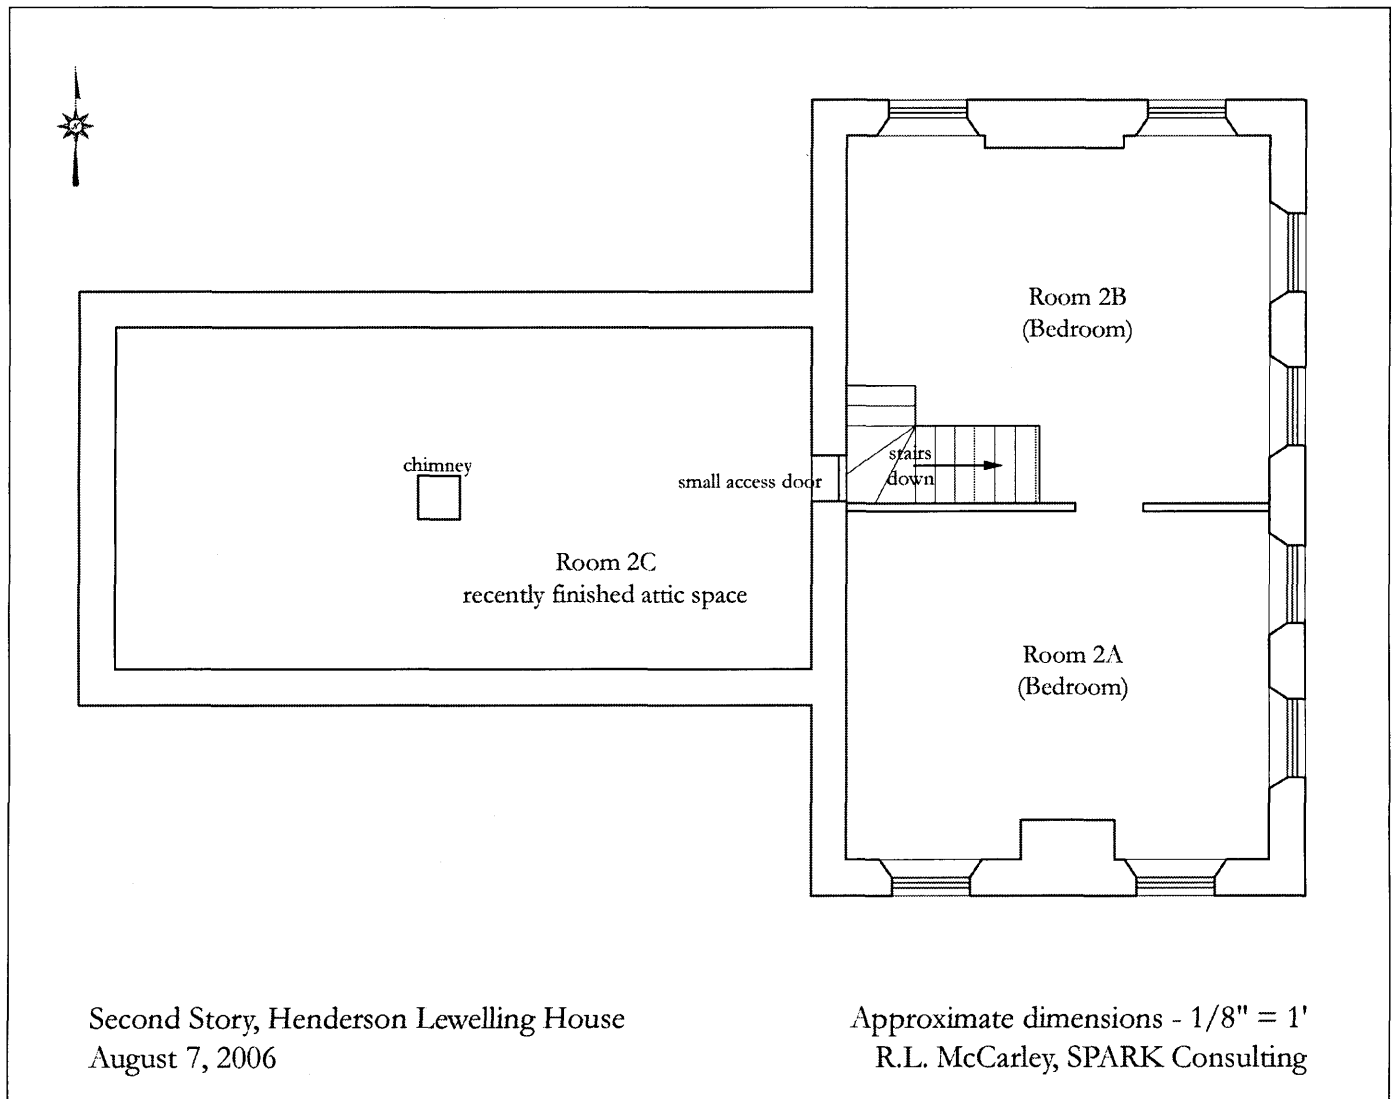 Room 2B
(Bedroom)
chimney
small access door
stairs
down
Room 2C
recently finished attic space
Room 2A
(Bedroom)
Second Story, Henderson Lewelling House
August 7, 2006
Approximate dimensions - 1/8" = 1'
R.L. McCarley, SPARK Consulting